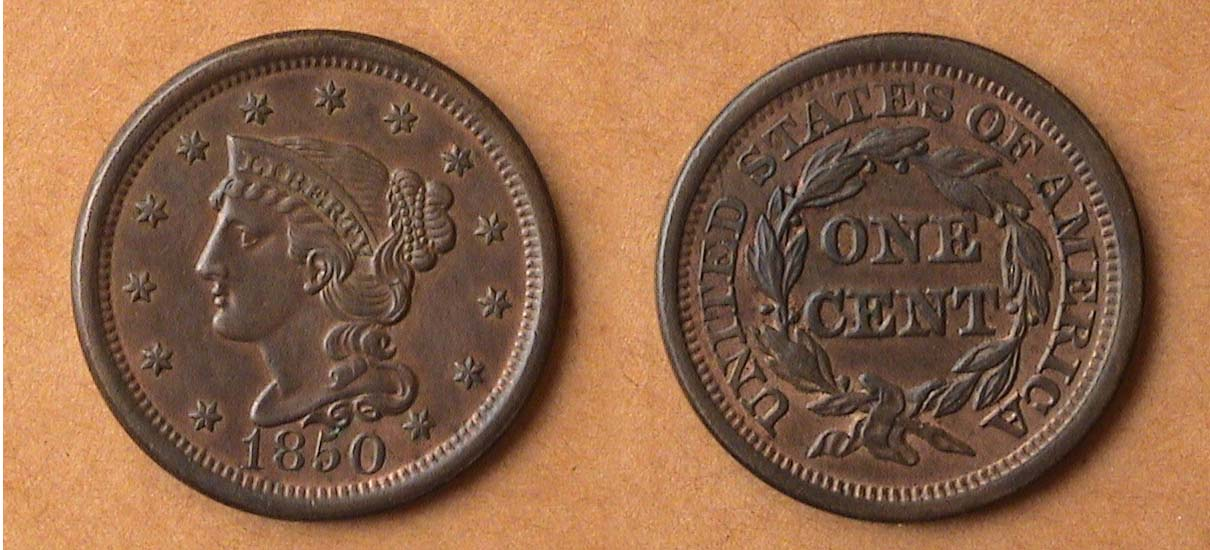 LIBERTY
1850
UNITED STATES OF AMERICA
ONE
CENT